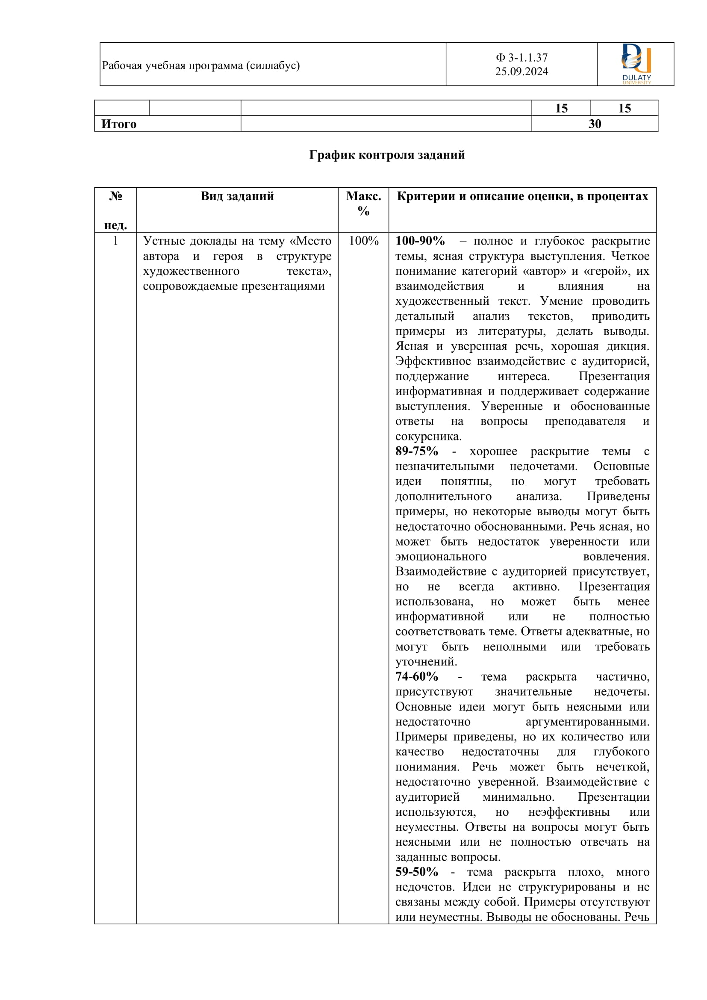 Рабочая учебная программа (силлабус)
Ф 3-1.1.37
25.09.2024
DULATY
UNIVERSITY
15 15
Итого 30
График контроля заданий
№
нед.
Вид заданий
Макс.
%
Критерии и описание оценки, в процентах
1
Устные доклады на тему «Место
автора и героя в структуре
художественного текста»,
сопровождаемые презентациями
100%
100-90% – полное и глубокое раскрытие
темы, ясная структура выступления. Четкое
понимание категорий «автор» и «герой», их
взаимодействия и влияния на
художественный текст. Умение проводить
детальный анализ текстов, приводить
примеры из литературы, делать выводы.
Ясная и уверенная речь, хорошая дикция.
Эффективное взаимодействие с аудиторией,
поддержание интереса. Презентация
информативная и поддерживает содержание
выступления. Уверенные и обоснованные
ответы на вопросы преподавателя и
сокурсника.
89-75% - хорошее раскрытие темы с
незначительными недочетами. Основные
идеи понятны, но могут требовать
дополнительного анализа. Приведены
примеры, но некоторые выводы могут быть
недостаточно обоснованными. Речь ясная, но
может быть недостаток уверенности или
эмоционального вовлечения.
Взаимодействие с аудиторией присутствует,
но не всегда активно. Презентация
использована, но может быть менее
информативной или не полностью
соответствовать теме. Ответы адекватные, но
могут быть неполными или требовать
уточнений.
74-60% - тема раскрыта частично,
присутствуют значительные недочеты.
Основные идеи могут быть неясными или
недостаточно аргументированными.
Примеры приведены, но их количество или
качество недостаточны для глубокого
понимания. Речь может быть нечеткой,
недостаточно уверенной. Взаимодействие с
аудиторией минимально. Презентации
используются, но неэффективны или
неуместны. Ответы на вопросы могут быть
неясными или не полностью отвечать на
заданные вопросы.
59-50% - тема раскрыта плохо, много
недочетов. Идеи не структурированы и не
связаны между собой. Примеры отсутствуют
или неуместны. Выводы не обоснованы. Речь